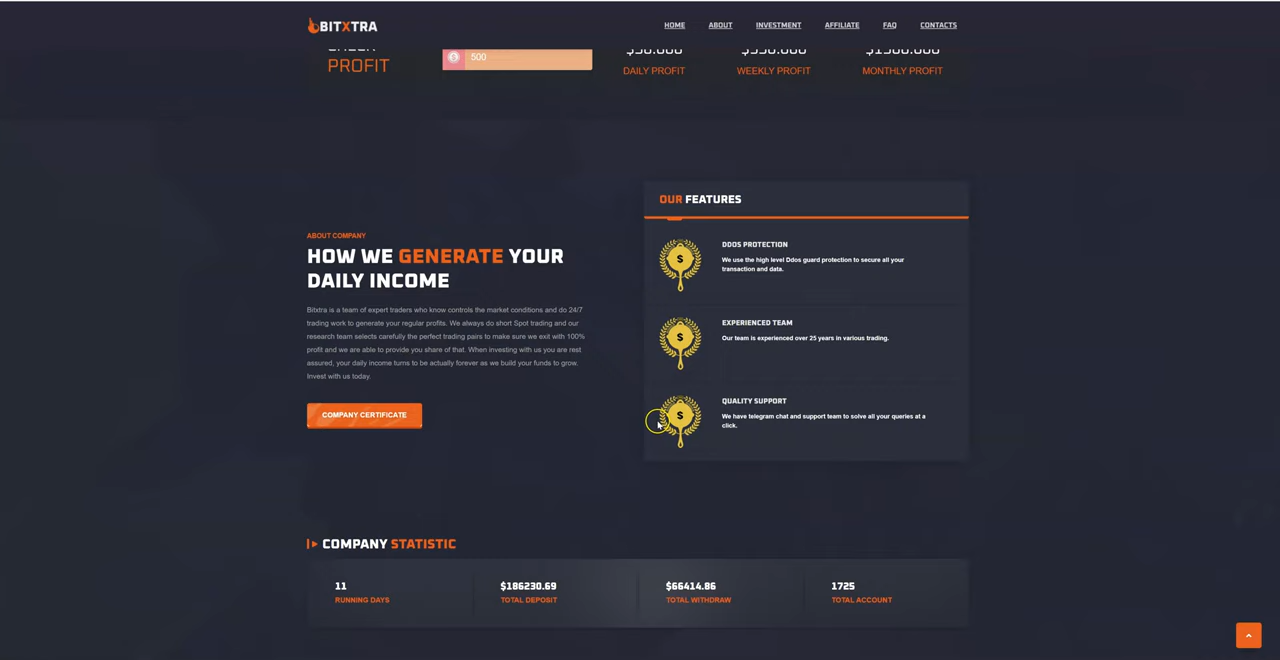 BITXTRA
HOME ABOUT INVESTMENT AFFILIATE FAQ CONTACTS
PROFIT
500
DAILY PROFIT
WEEKLY PROFIT
MONTHLY PROFIT
ABOUT COMPANY
HOW WE GENERATE YOUR
DAILY INCOME
Bitxtra is a team of expert traders who know controls the market conditions and do 24/7
trading work to generate your regular profits. We always do short Spot trading and our
research team selects carefully the perfect trading pairs to make sure we exit with 100%
profit and we are able to provide you share of that. When investing with us you are rest
assured, your daily income turns to be actually forever as we build your funds to grow.
Invest with us today.
COMPANY CERTIFICATE
OUR FEATURES
DDOS PROTECTION
We use the high level Ddos guard protection to secure all your
transaction and data.
EXPERIENCED TEAM
Our team is experienced over 25 years in various trading.
QUALITY SUPPORT
We have telegram chat and support team to solve all your queries at a
click.
COMPANY STATISTIC
11
RUNNING DAYS
$186230.69
TOTAL DEPOSIT
$66414.86
TOTAL WITHDRAW
1725
TOTAL ACCOUNT